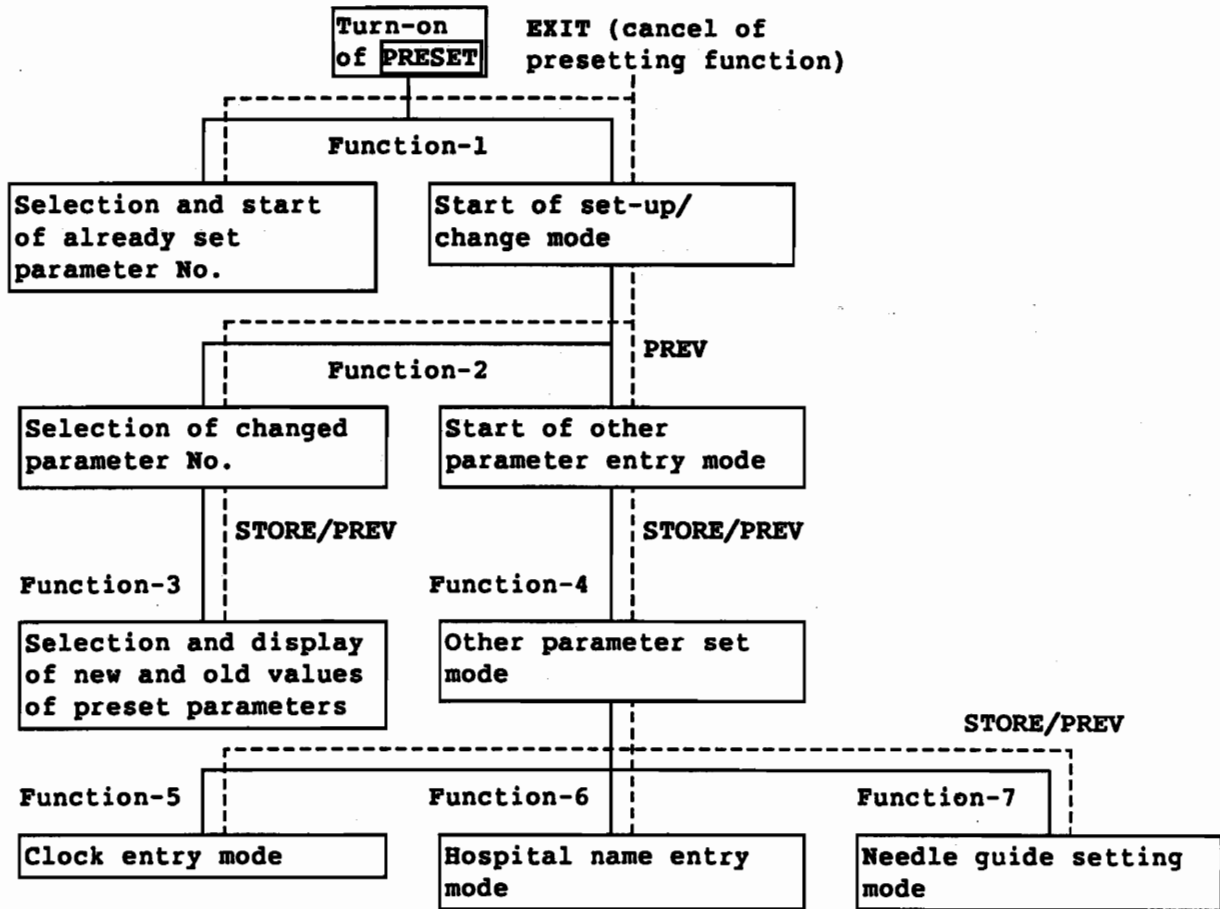 Turn-on
of PRESET
EXIT (cancel of
presetting function)
Function-1
Selection and start
of already set
parameter No.
Start of set-up/
change mode
PREV
Function-2
Selection of changed
parameter No.
Start of other
parameter entry mode
STORE/PREV
STORE/PREV
Function-3
Function-4
Selection and display
of new and old values
of preset parameters
Other parameter set
mode
STORE/PREV
Function-5
Function-6
Function-7
Clock entry mode
Hospital name entry
mode
Needle guide setting
mode